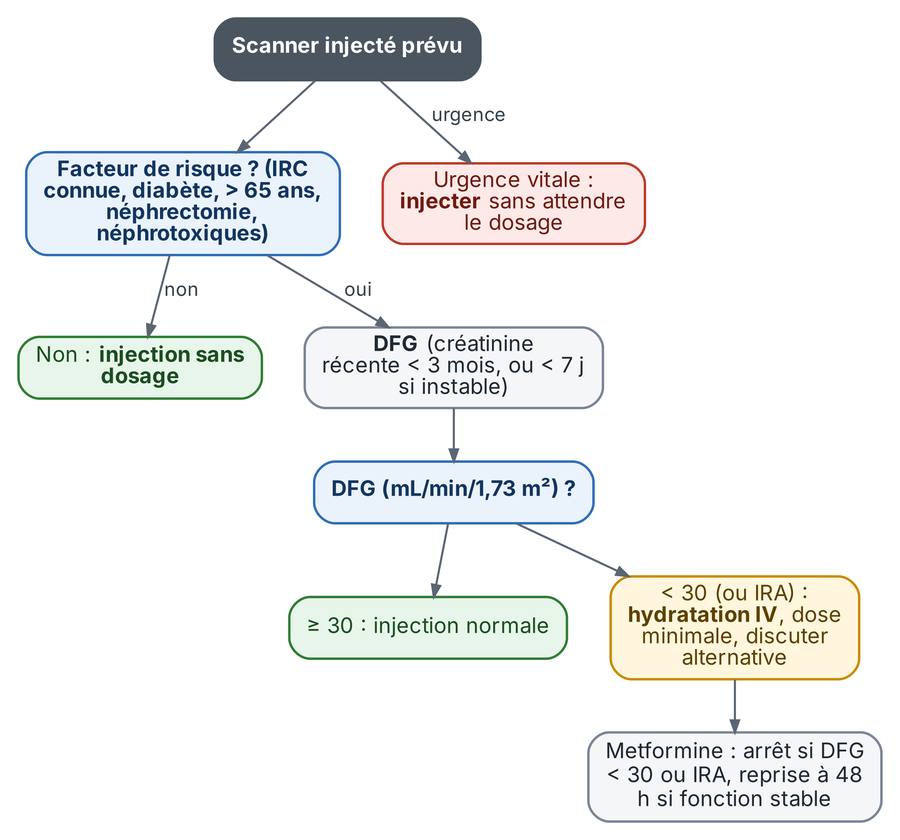 Scanner injecté prévu
urgence
Facteur de risque ? (IRC
connue, diabète, > 65 ans,
néphrectomie,
néphrotoxiques)
Urgence vitale :
injecter sans attendre
le dosage
non
oui
Non : injection sans
dosage
DFG (créatinine
récente < 3 mois, ou < 7 j
si instable)
DFG (mL/min/1,73 m²) ?
≥ 30 : injection normale
< 30 (ou IRA) :
hydratation IV, dose
minimale, discuter
alternative
Metformine : arrêt si DFG
< 30 ou IRA, reprise à 48
h si fonction stable